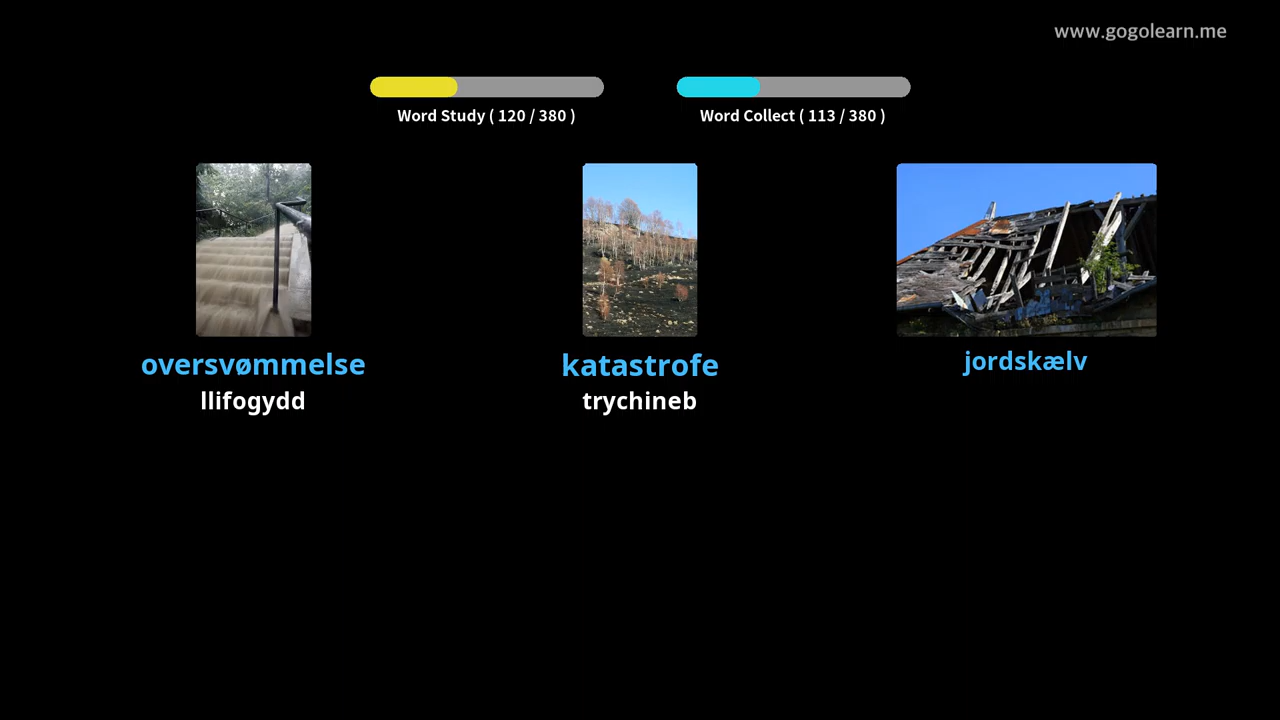 www.gogolearn.me
Word Study ( 120 / 380 )
Word Collect ( 113 / 380 )
oversvømmelse
llifogydd
katastrofe
trychineb
jordskælv